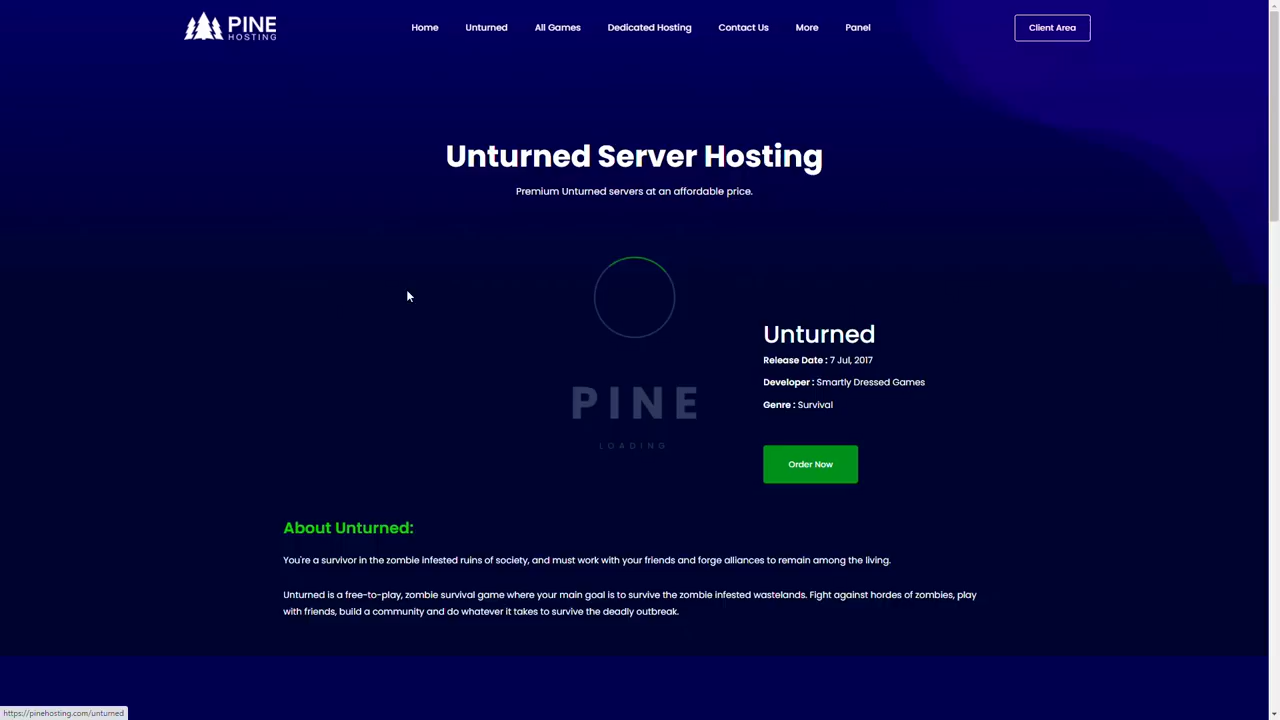 PINE
HOSTING
Home
Unturned
All Games
Dedicated Hosting
Contact Us
More
Panel
Client Area
Unturned Server Hosting
Premium Unturned servers at an affordable price.
PINE
LOADING
Unturned
Release Date : 7 Jul, 2017
Developer : Smartly Dressed Games
Genre : Survival
Order Now
About Unturned:
You're a survivor in the zombie infested ruins of society, and must work with your friends and forge alliances to remain among the living.
Unturned is a free-to-play, zombie survival game where your main goal is to survive the zombie infested wastelands. Fight against hordes of zombies, play
with friends, build a community and do whatever it takes to survive the deadly outbreak.
https://pinehosting.com/unturned